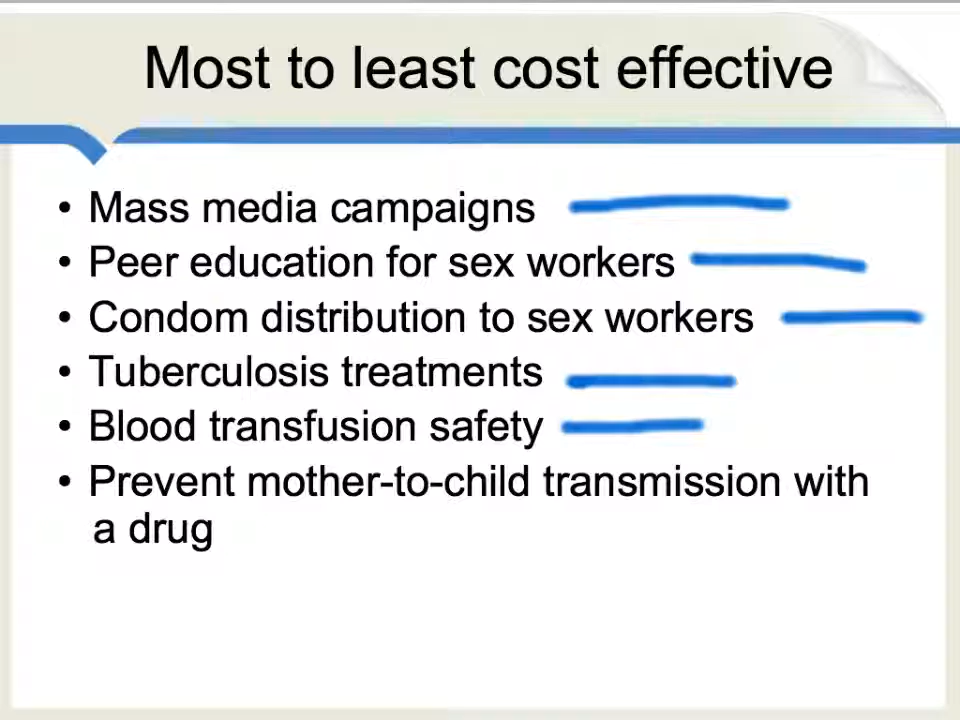 Most to least cost effective
• Mass media campaigns
• Peer education for sex workers
• Condom distribution to sex workers
• Tuberculosis treatments
• Blood transfusion safety
• Prevent mother-to-child transmission with
a drug